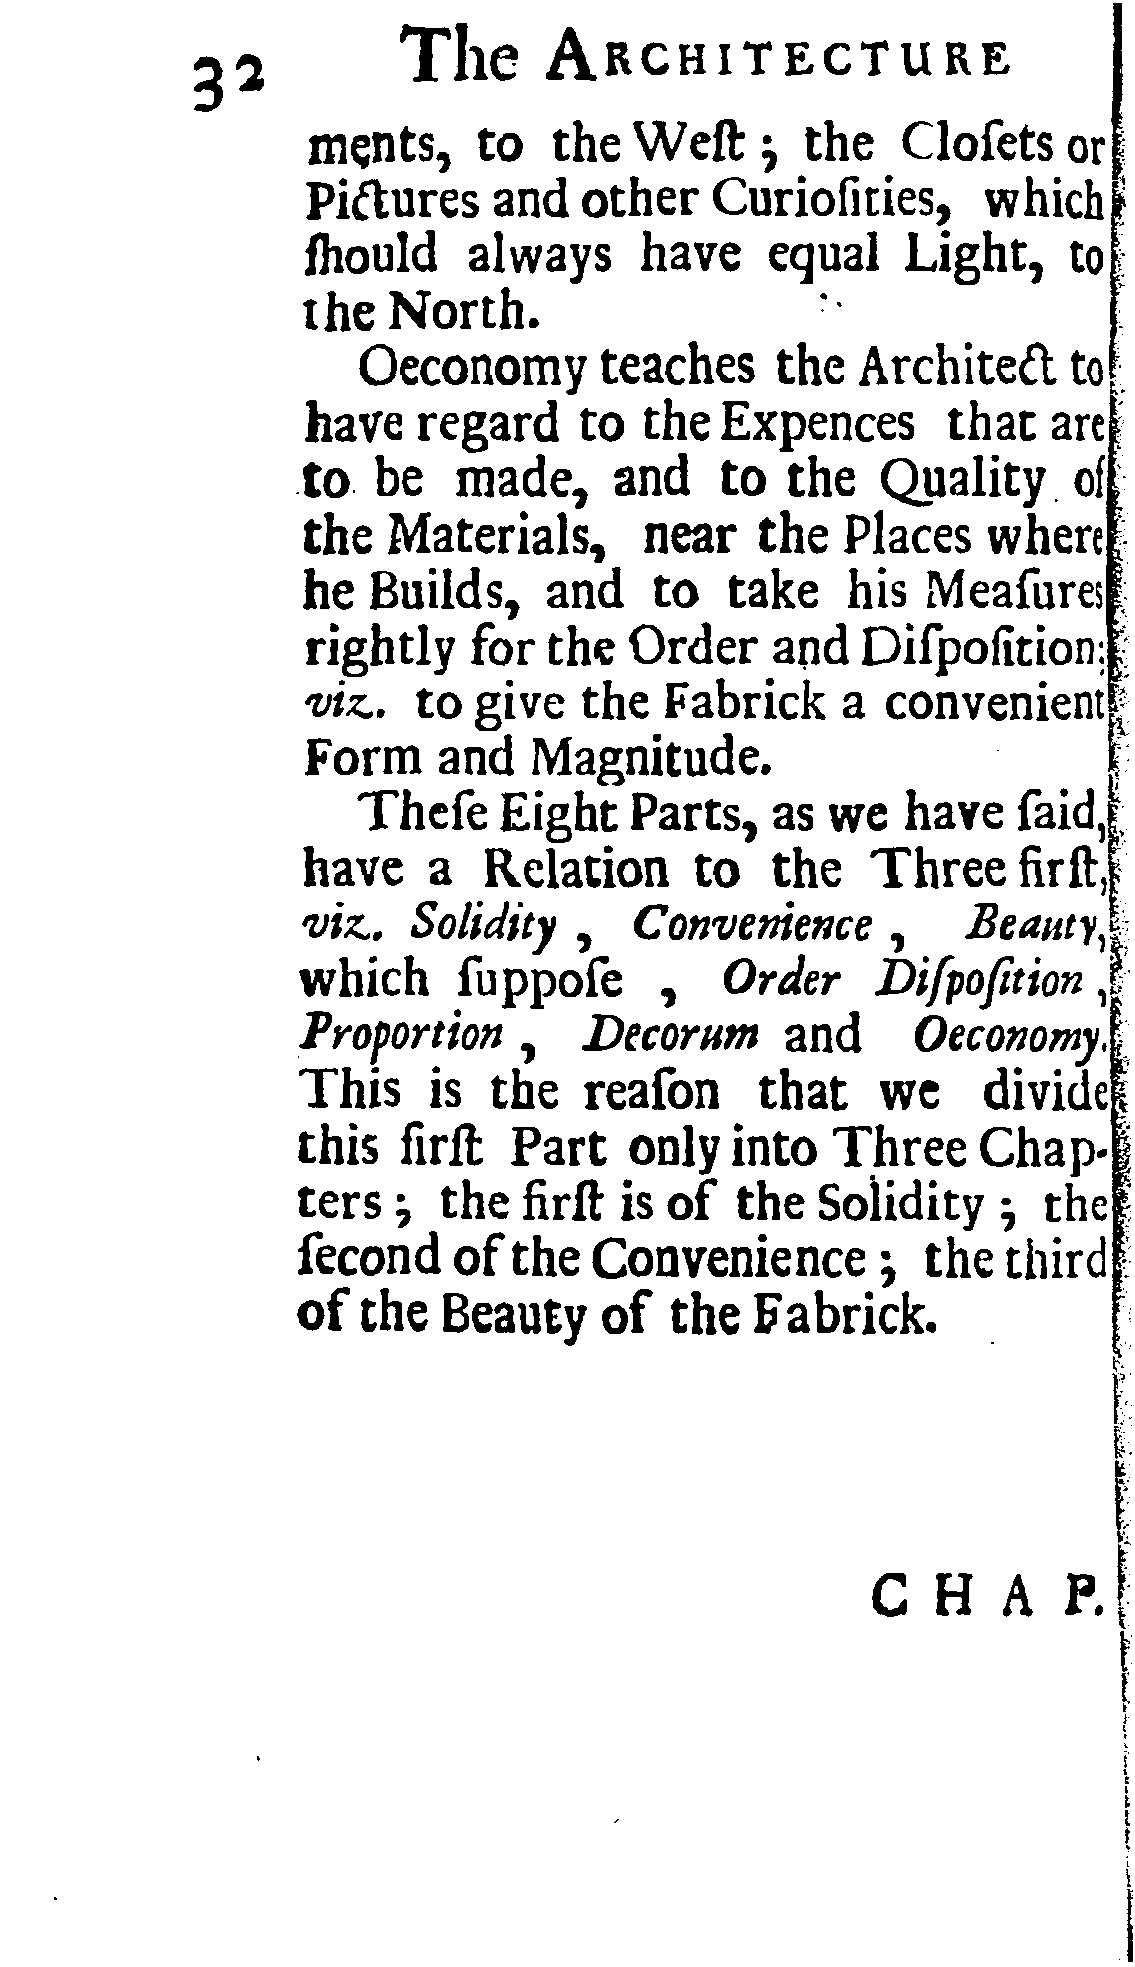 32 The ARCHITECTURE
ments, to the Weſt; the Cloſets or
Pictures and other Curioſities, which
ſhould always have equal Light, to
the North.
Oeconomy teaches the Architect to
have regard to the Expences that are
to be made, and to the Quality of
the Materials, near the Places where
he Builds, and to take his Meaſures
rightly for the Order and Diſpoſition;
viz. to give the Fabrick a convenient
Form and Magnitude.
Theſe Eight Parts, as we have ſaid,
have a Relation to the Three firſt,
viz. Solidity, Convenience, Beauty,
which ſuppoſe, Order Diſpoſition,
Proportion, Decorum and Oeconomy.
This is the reaſon that we divide
this firſt Part only into Three Chap-
ters; the firſt is of the Solidity; the
ſecond of the Convenience; the third
of the Beauty of the Fabrick.
CHAP.